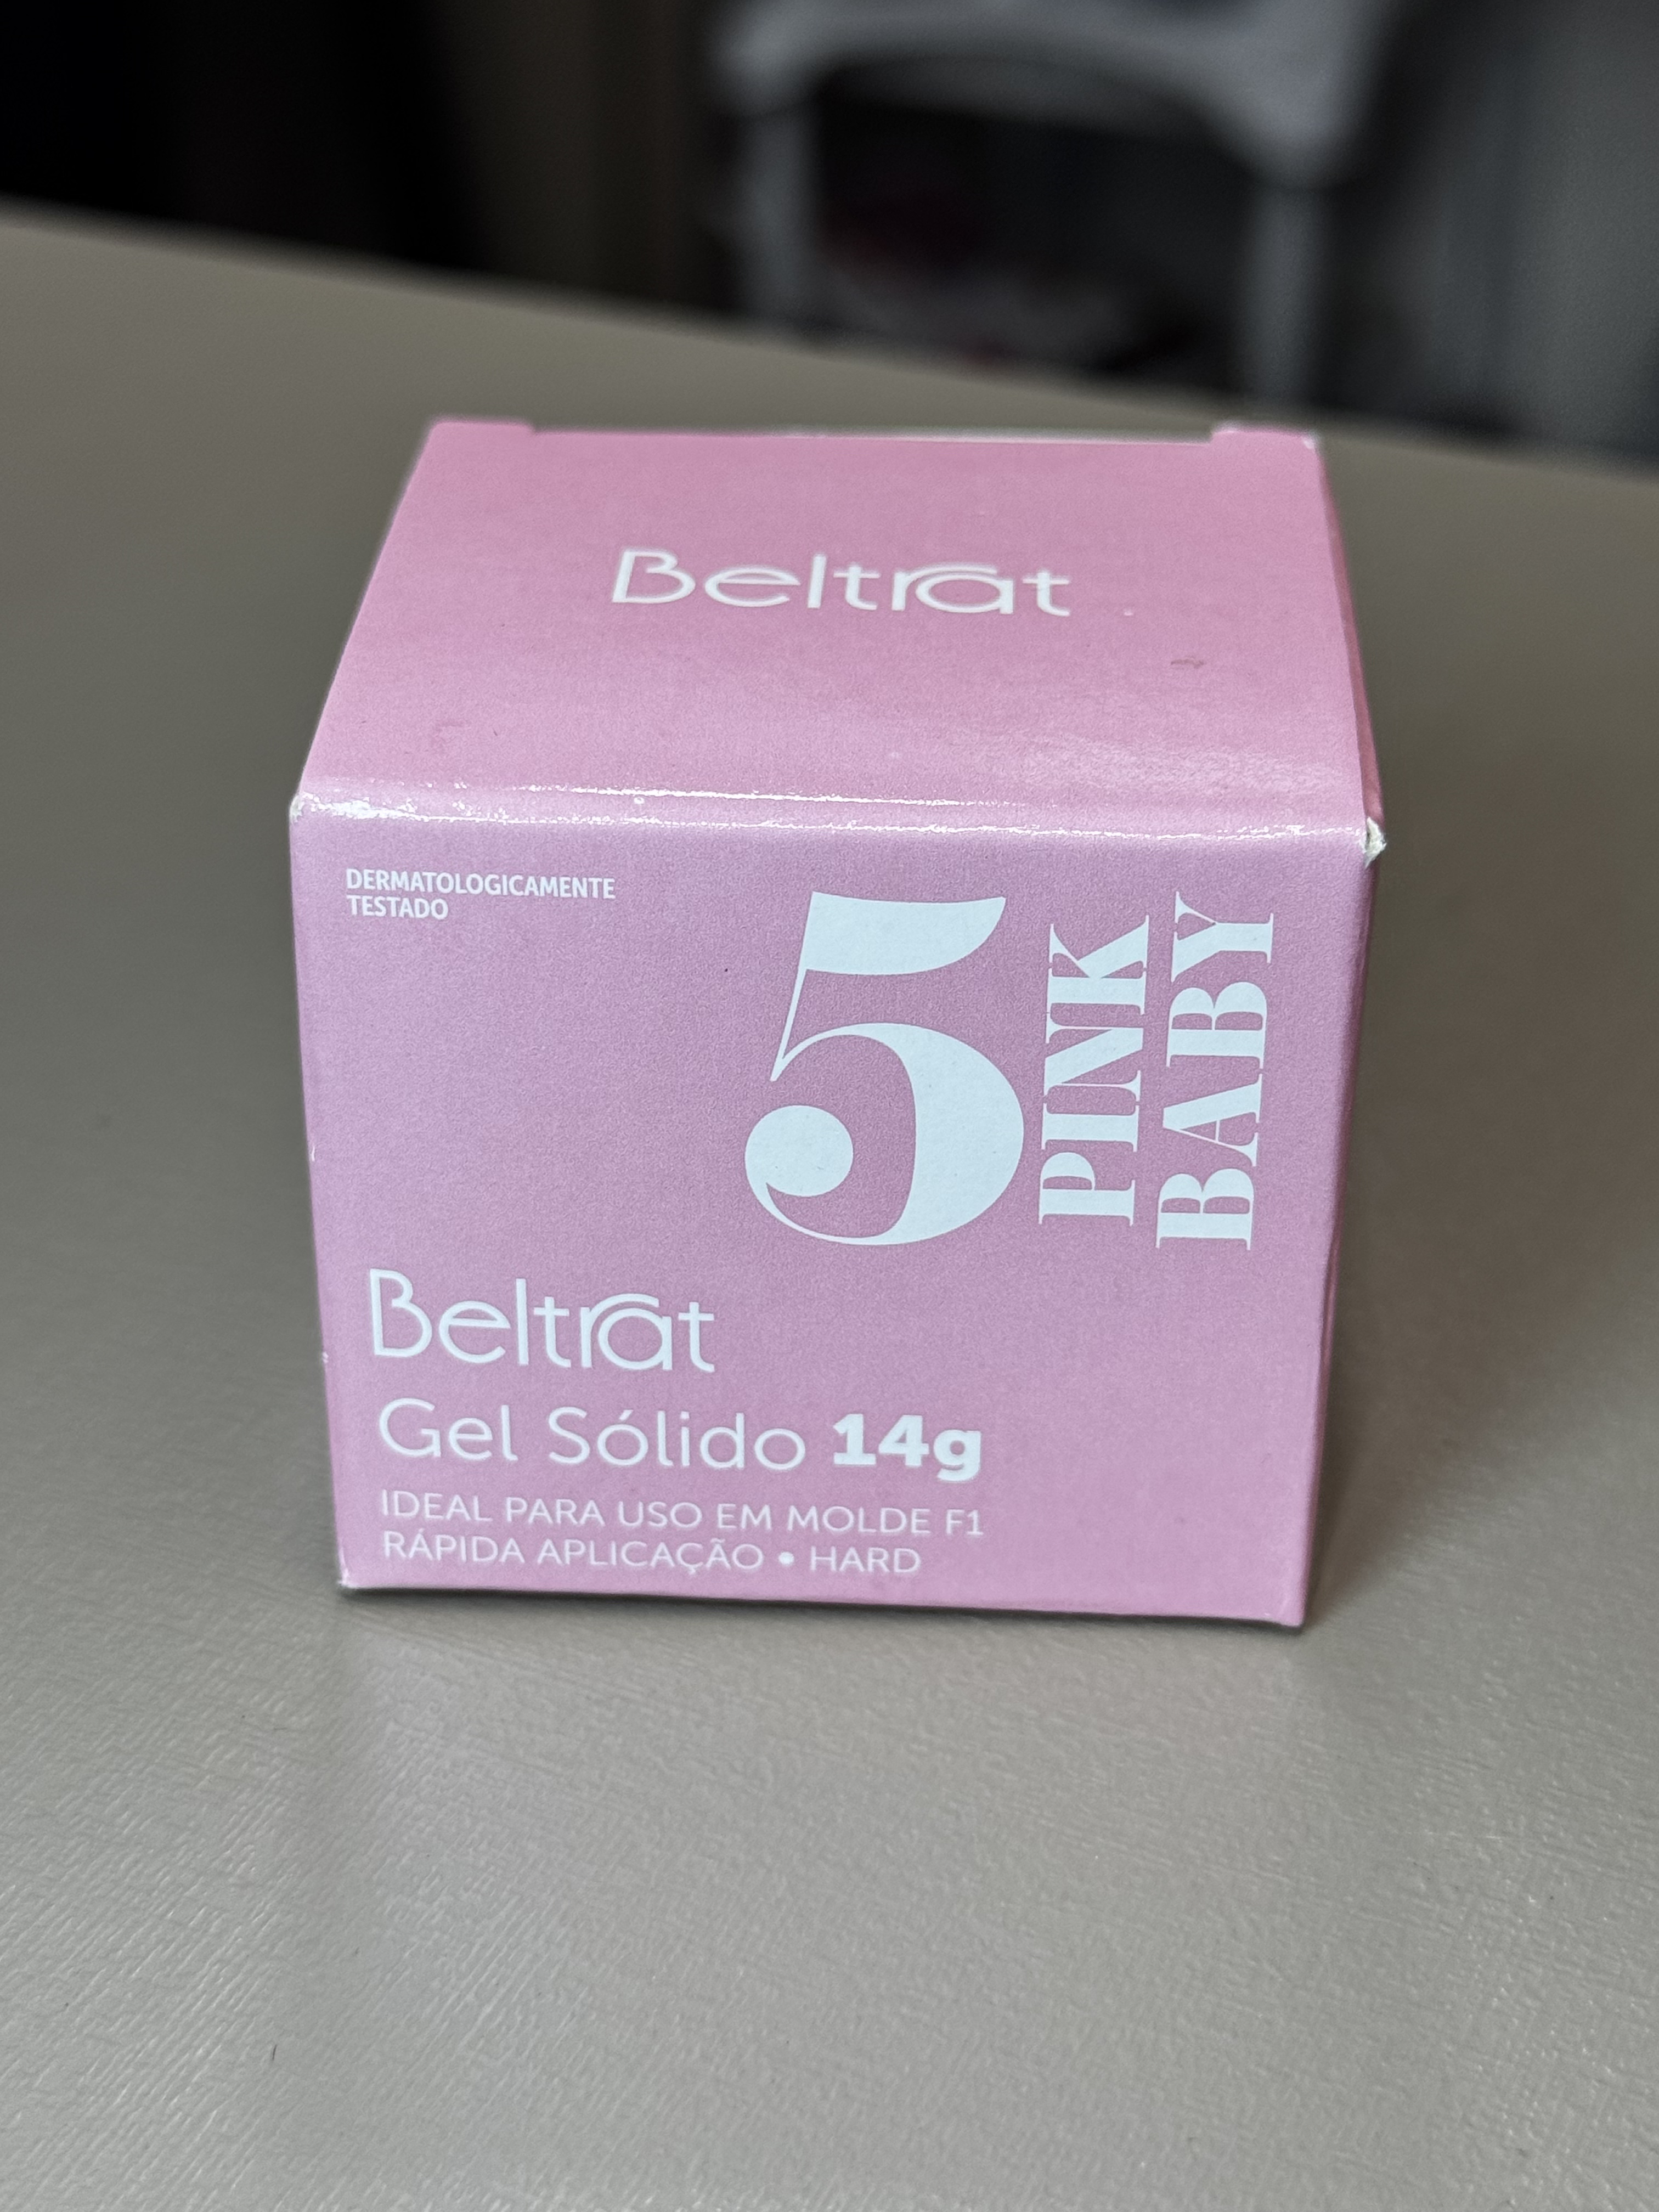 Beltrat
DERMATOLOGICAMENTE
TESTADO
5
PINK
BABY
Beltrat
Gel Sólido 14g
IDEAL PARA USO EM MOLDE F1
RÁPIDA APLICAÇÃO • HARD